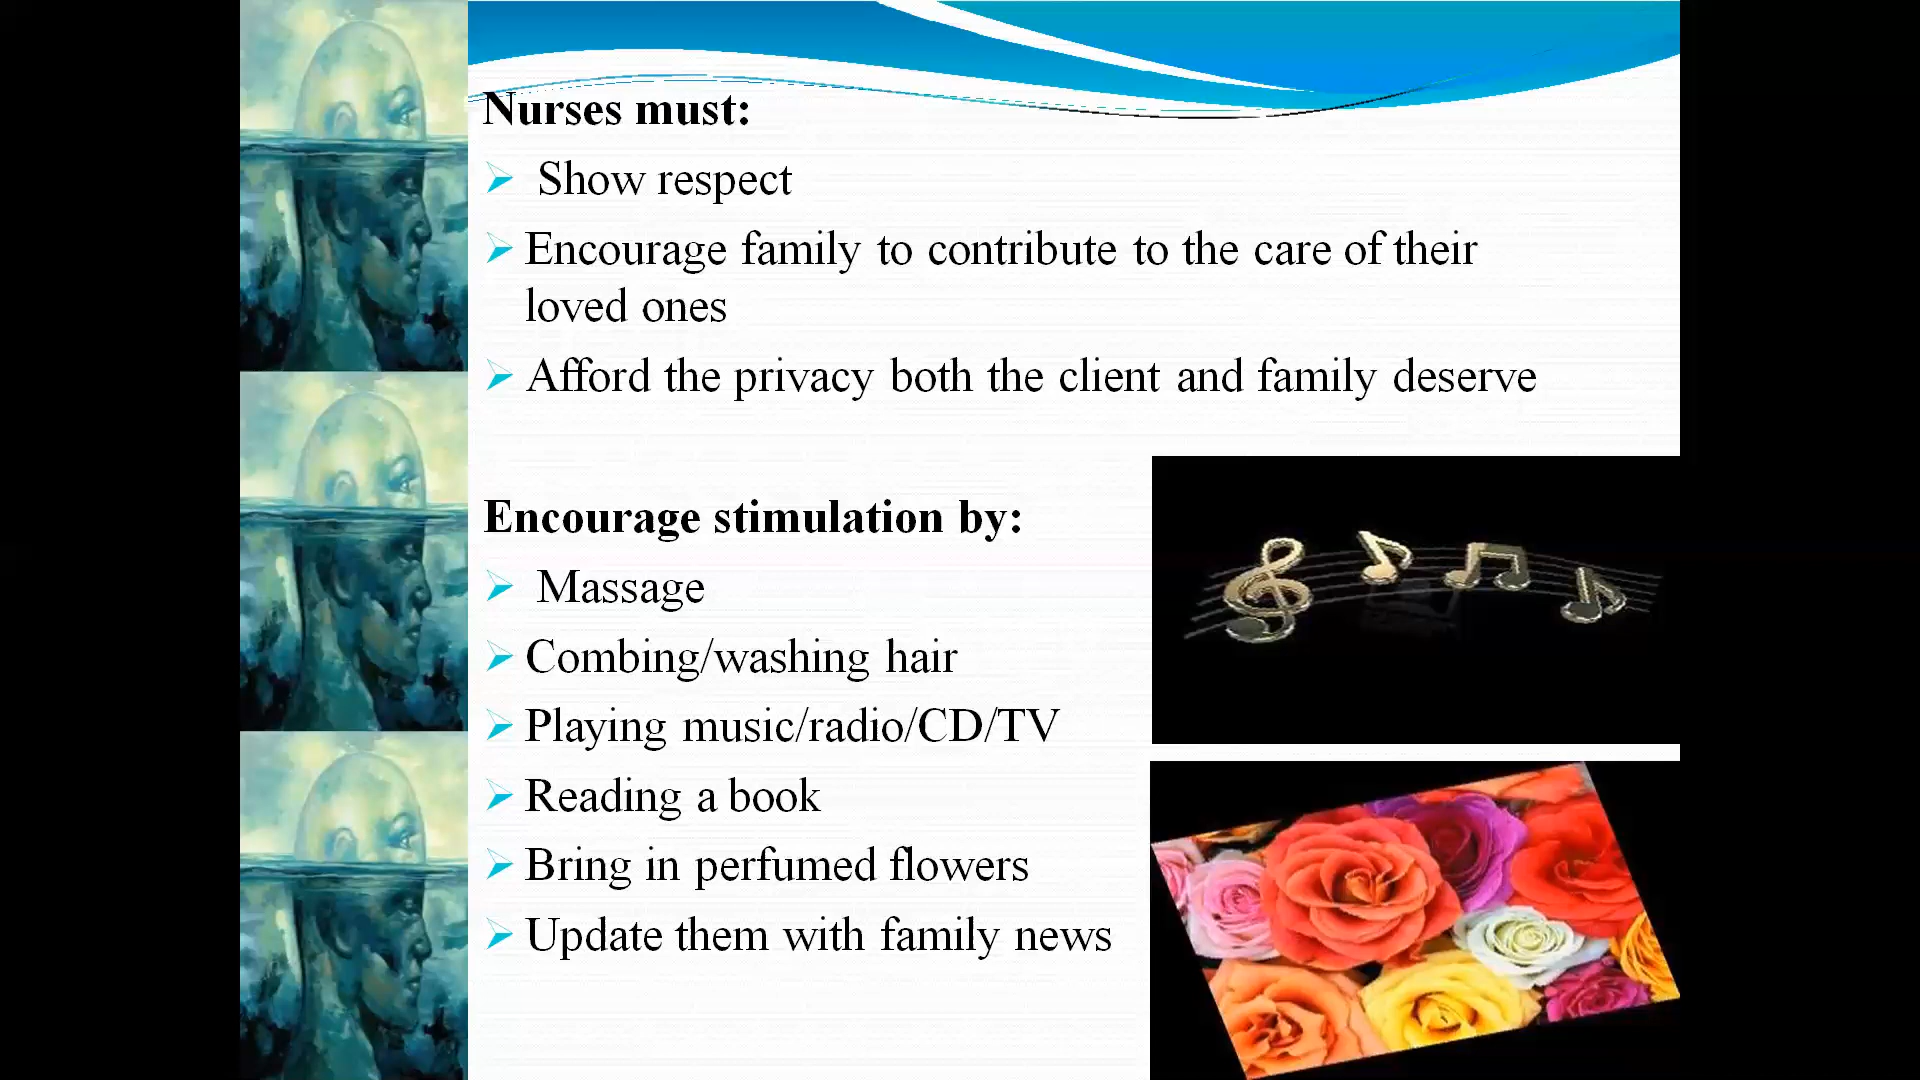 Nurses must:
Show respect
Encourage family to contribute to the care of their
loved ones
Afford the privacy both the client and family deserve
Encourage stimulation by:
Massage
Combing/washing hair
Playing music/radio/CD/TV
Reading a book
Bring in perfumed flowers
Update them with family news